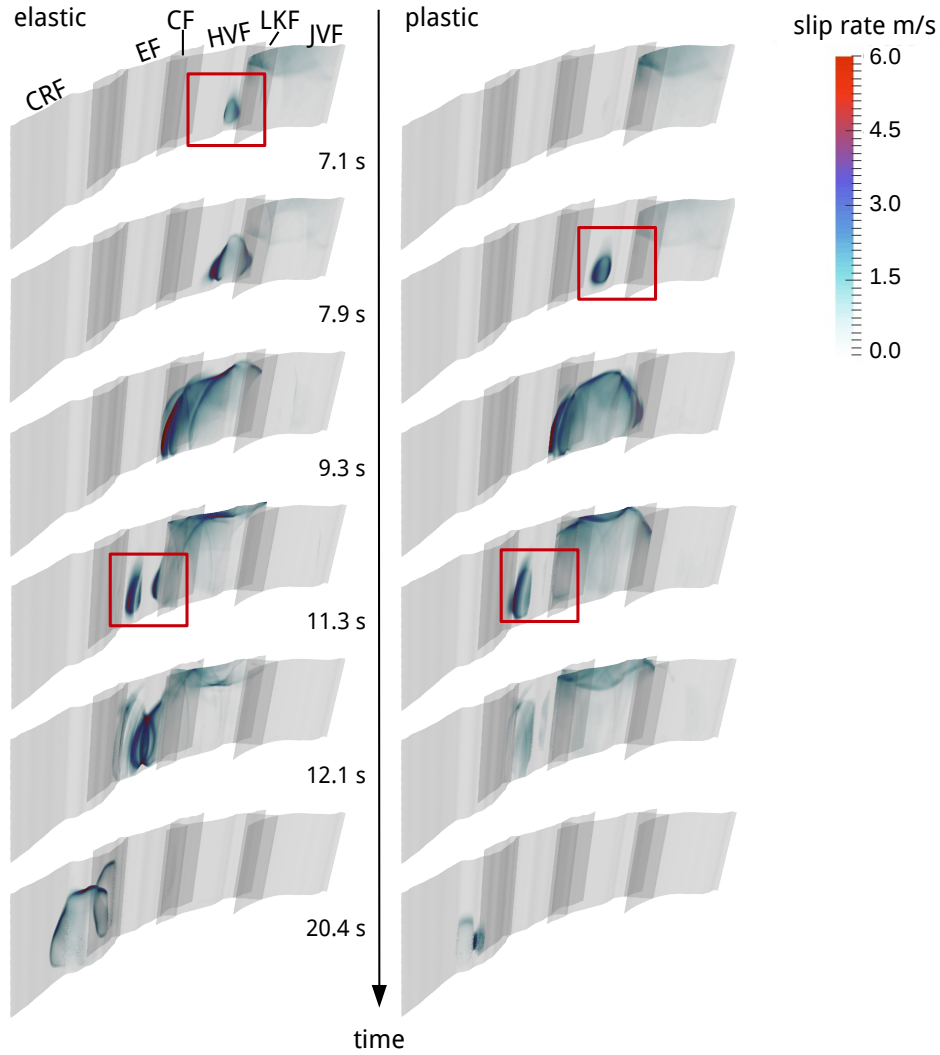 elastic
CF
LKF
plastic
slip rate m/s
EF
HVF
JVF
CRF
6.0
4.5
3.0
1.5
0.0
7.1 s
7.9 s
9.3 s
11.3 s
12.1 s
20.4 s
time